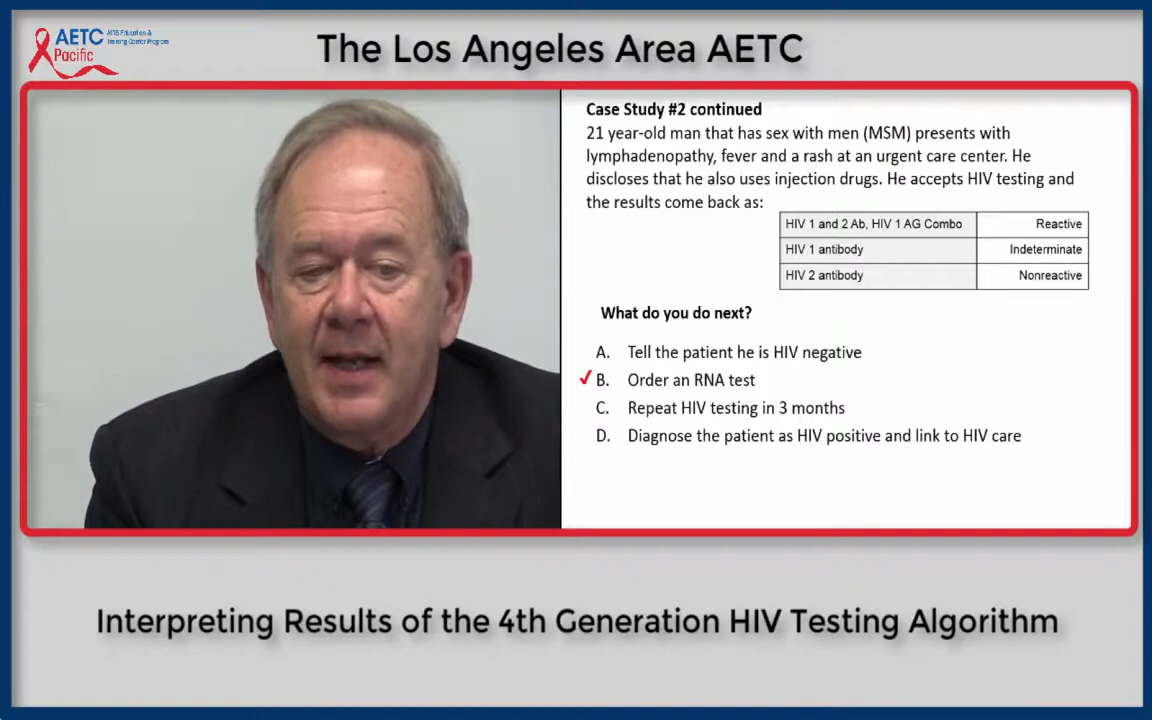 AETC AIDS Education &
Training Center Program
Pacific
The Los Angeles Area AETC
Case Study #2 continued
21 year-old man that has sex with men (MSM) presents with
lymphadenopathy, fever and a rash at an urgent care center. He
discloses that he also uses injection drugs. He accepts HIV testing and
the results come back as:
HIV 1 and 2 Ab, HIV 1 AG Combo Reactive
HIV 1 antibody Indeterminate
HIV 2 antibody Nonreactive
What do you do next?
A. Tell the patient he is HIV negative
✓ B. Order an RNA test
C. Repeat HIV testing in 3 months
D. Diagnose the patient as HIV positive and link to HIV care
Interpreting Results of the 4th Generation HIV Testing Algorithm